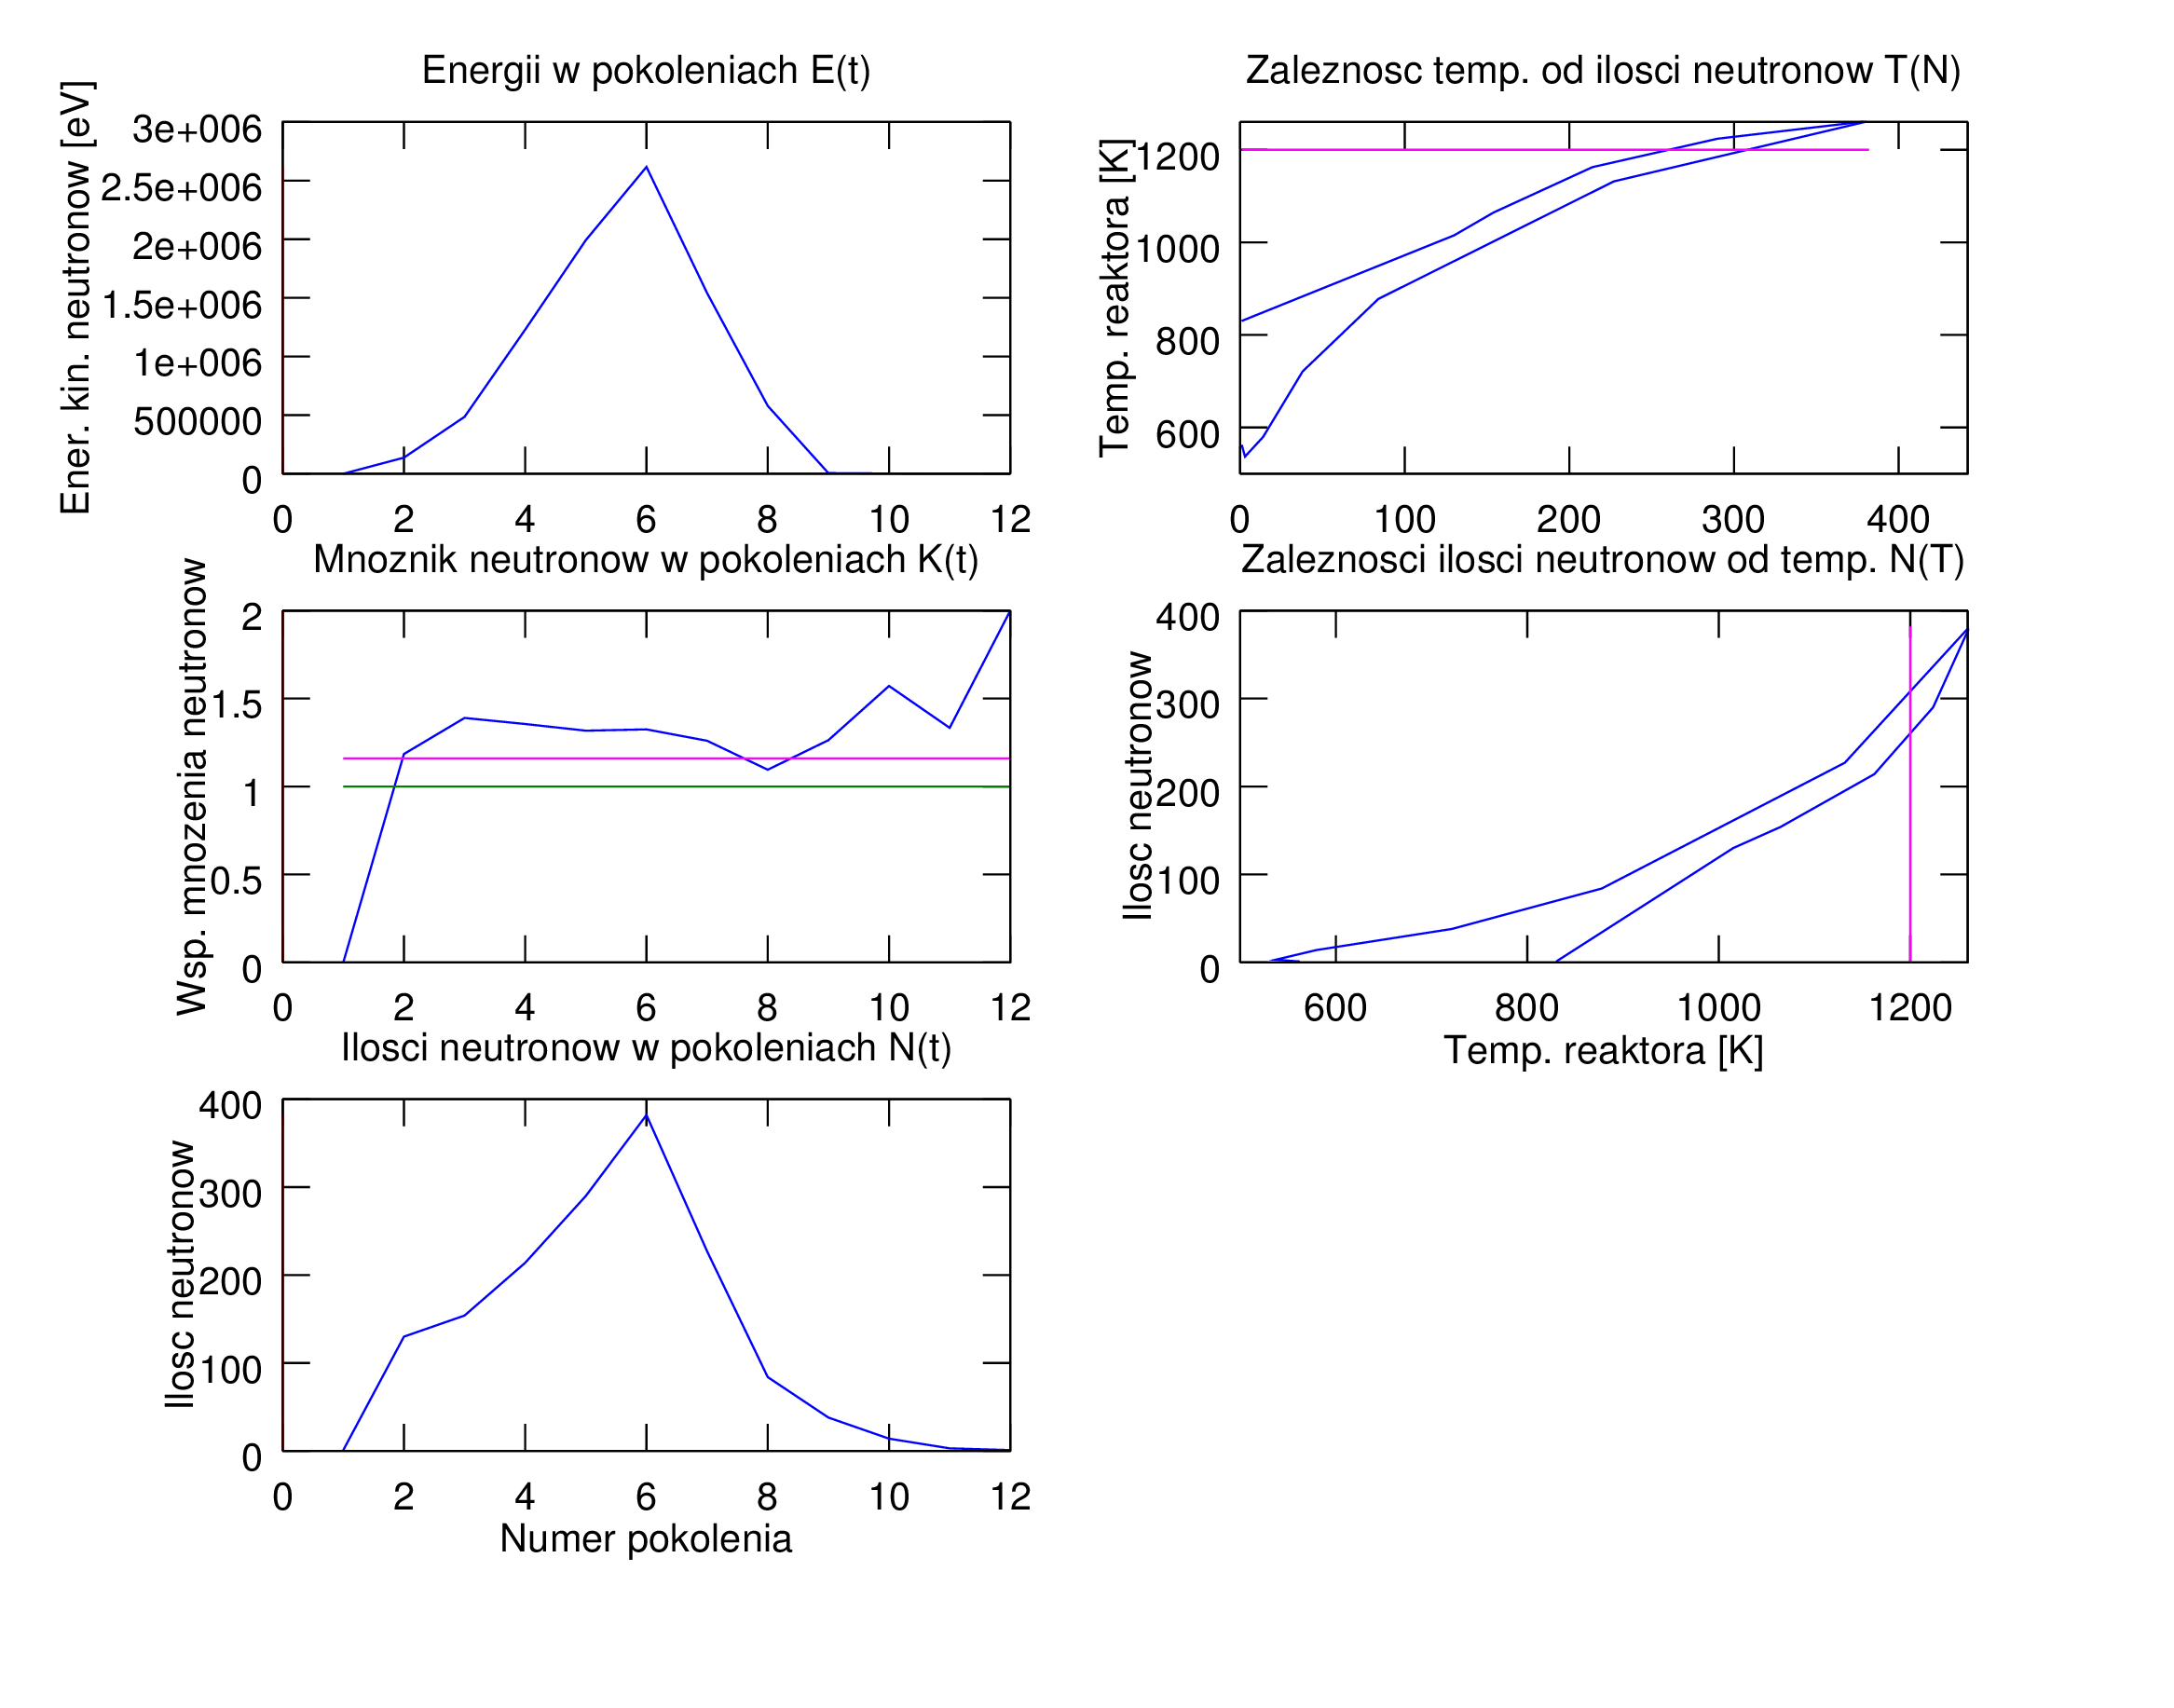 Energii w pokoleniach E(t)
Ener. kin. neutronow [eV]
3e+006
2.5e+006
2e+006
1.5e+006
1e+006
500000
0
0 2 4 6 8 10 12
Zaleznosc temp. od ilosci neutronow T(N)
Temp. reaktora [K]
1200
1000
800
600
0 100 200 300 400
Mnoznik neutronow w pokoleniach K(t)
Wsp. mnozenia neutronow
2
1.5
1
0.5
0
0 2 4 6 8 10 12
Zaleznosci ilosci neutronow od temp. N(T)
Ilosc neutronow
400
300
200
100
0
600 800 1000 1200
Temp. reaktora [K]
Ilosci neutronow w pokoleniach N(t)
Ilosc neutronow
400
300
200
100
0
0 2 4 6 8 10 12
Numer pokolenia